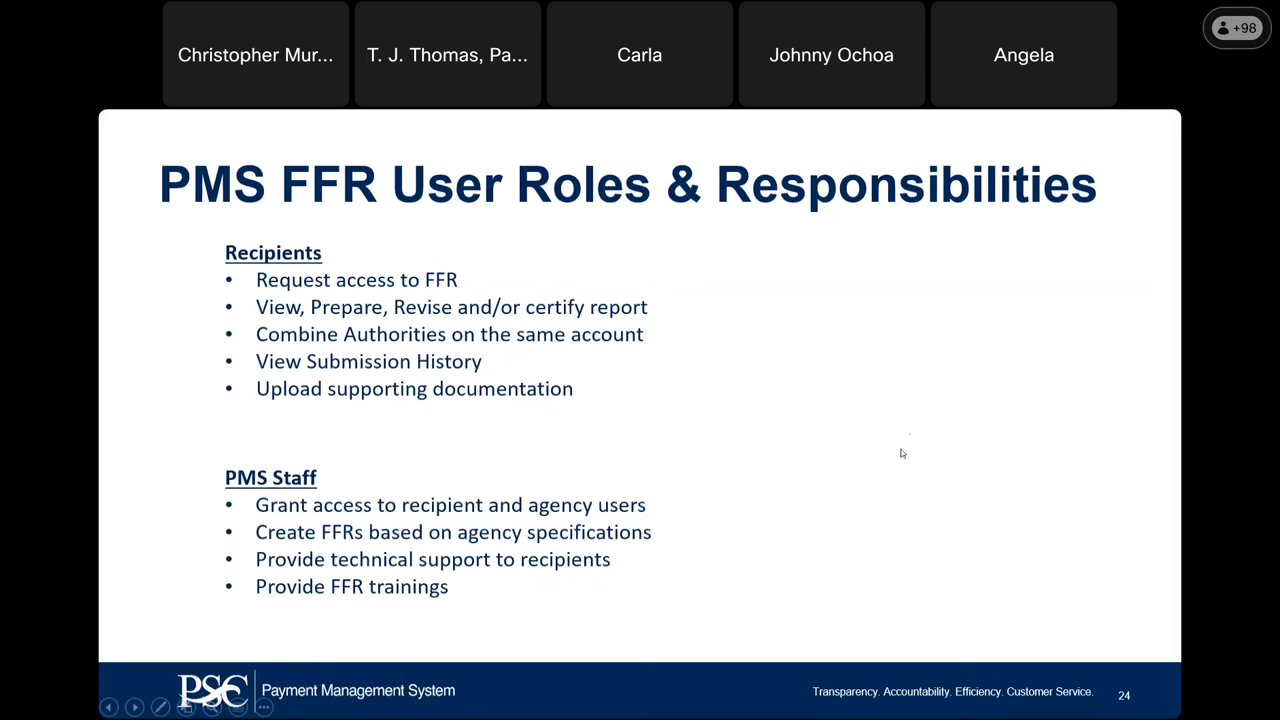 Christopher Mur...
T. J. Thomas, Pa...
Carla
Johnny Ochoa
Angela
+98
PMS FFR User Roles & Responsibilities
Recipients
• Request access to FFR
• View, Prepare, Revise and/or certify report
• Combine Authorities on the same account
• View Submission History
• Upload supporting documentation
PMS Staff
• Grant access to recipient and agency users
• Create FFRs based on agency specifications
• Provide technical support to recipients
• Provide FFR trainings
PSC Payment Management System
Transparency. Accountability. Efficiency. Customer Service.
24